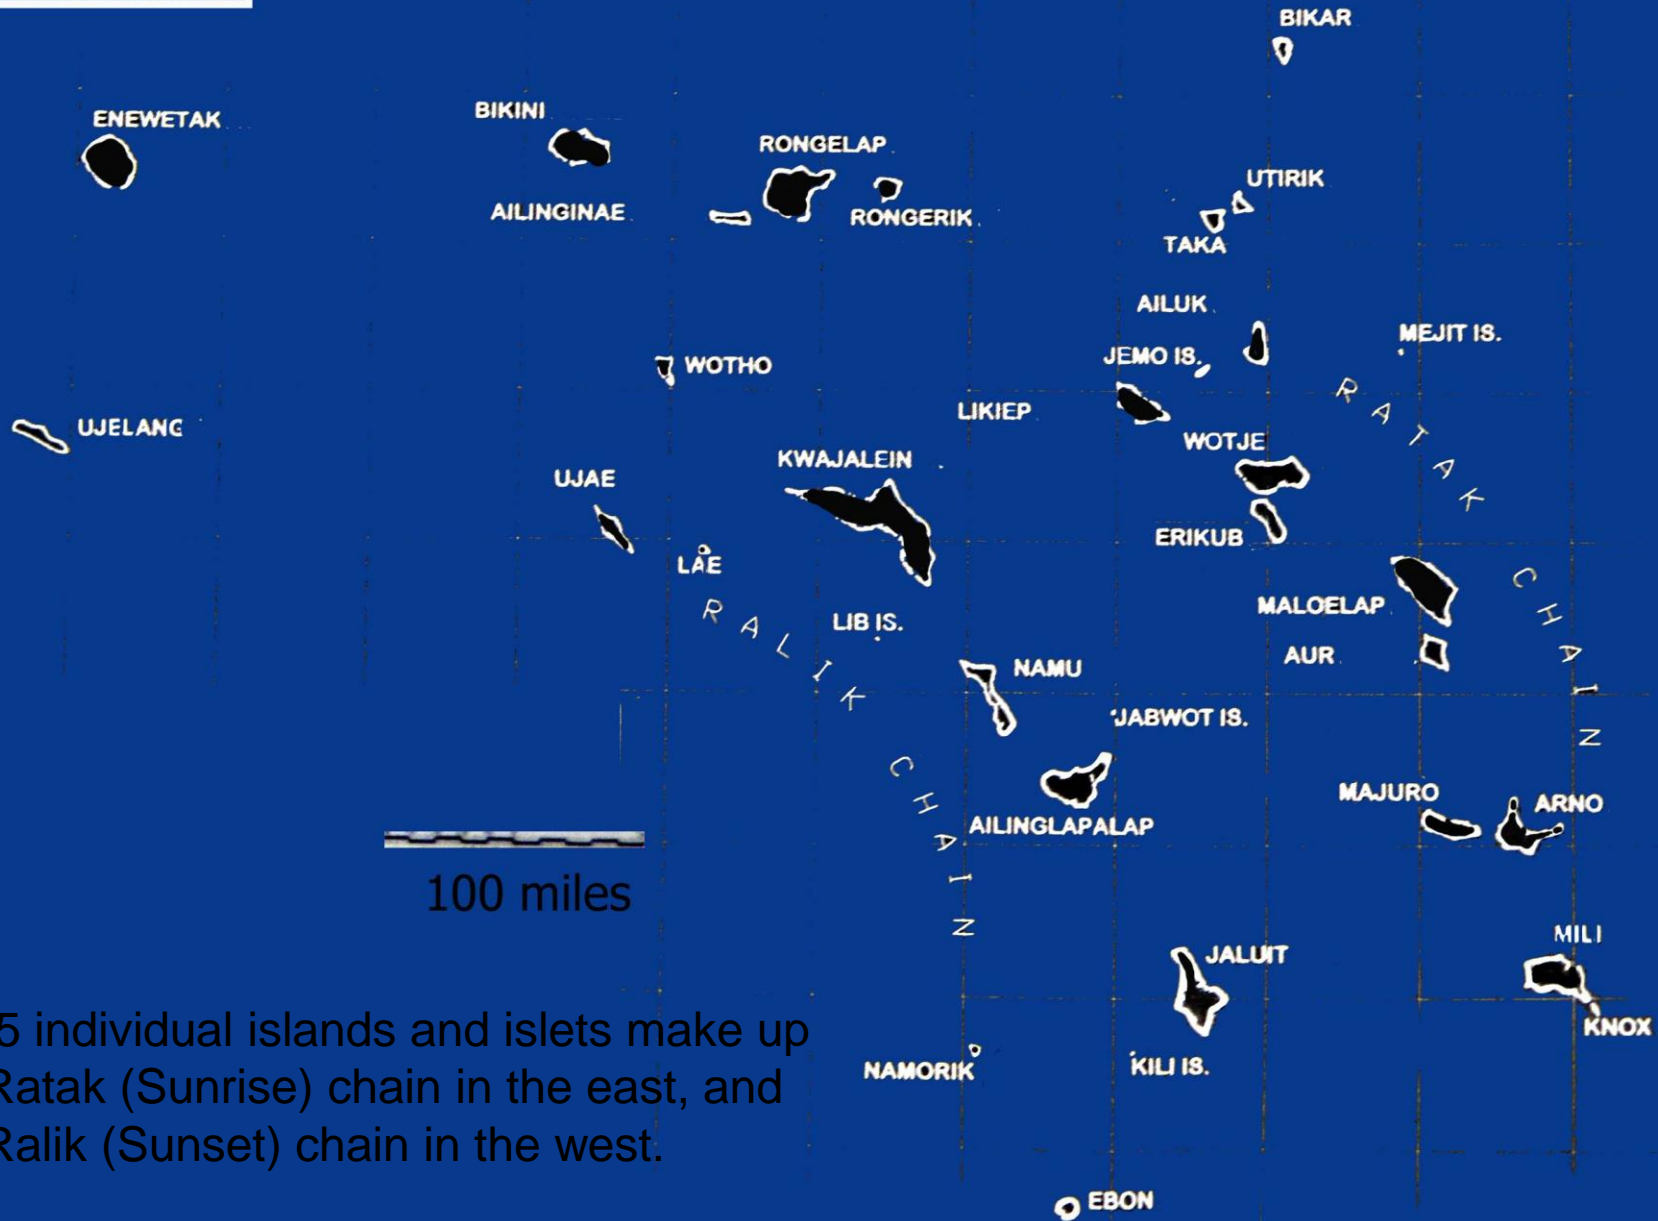 BIKAR
ENEWETAK
BIKINI
RONGELAP
AILINGINAE
RONGERIK
UTIRIK
TAKA
AILUK
MEJIT IS.
JEMO IS.
WOTHO
LIKIEP
RATAK CHAIN
UJELANG
WOTJE
KWAJALEIN
UJAE
ERIKUB
LAE
MALOELAP
RALIK CHAIN
LIB IS.
AUR
NAMU
JABWOT IS.
MAJURO
ARNO
AILINGLAPALAP
100 miles
MILI
JALUIT
KNOX
5 individual islands and islets make up
Ratak (Sunrise) chain in the east, and
Ralik (Sunset) chain in the west.
NAMORIK
KILI IS.
EBON